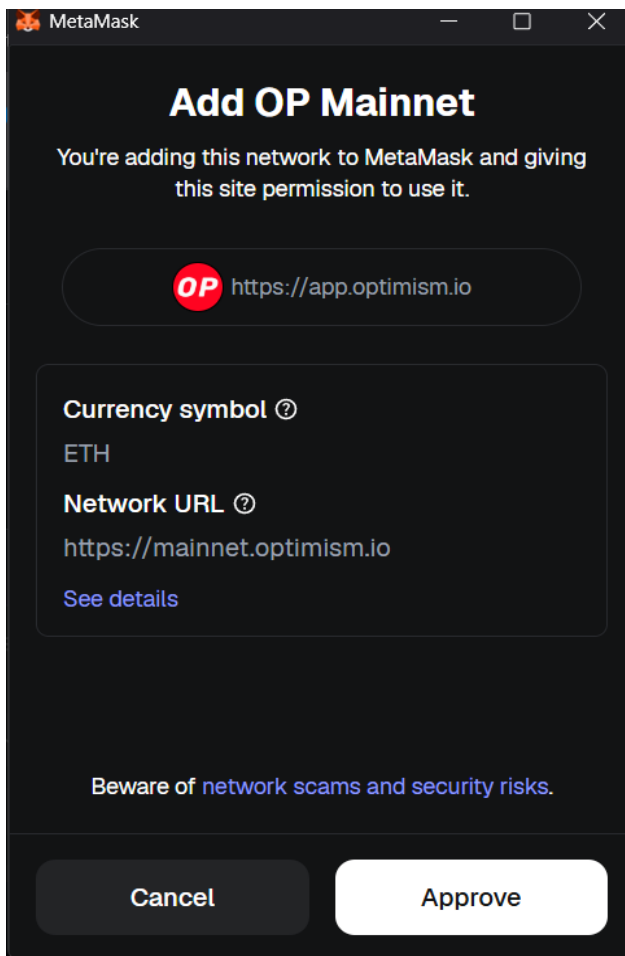 MetaMask
Add OP Mainnet
You're adding this network to MetaMask and giving
this site permission to use it.
OP https://app.optimism.io
Currency symbol
ETH
Network URL
https://mainnet.optimism.io
See details
Beware of network scams and security risks.
Cancel Approve